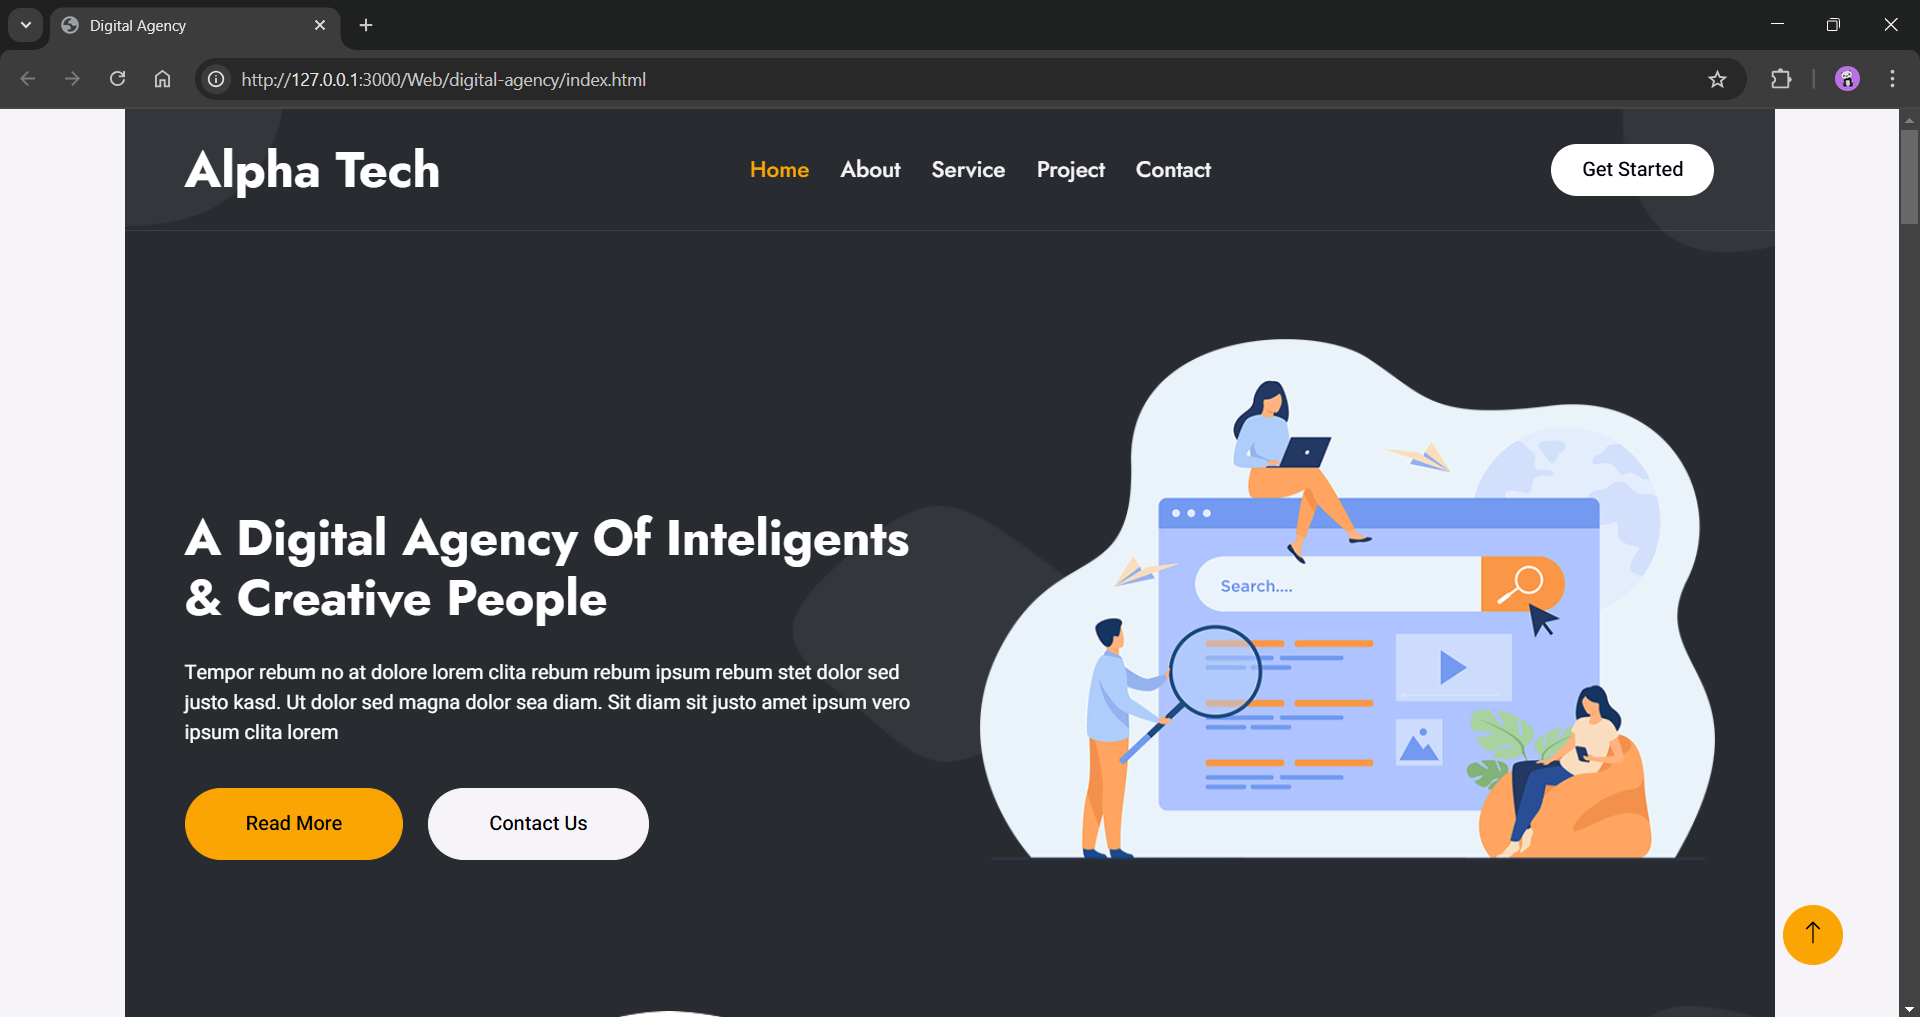 Digital Agency
http://127.0.0.1:3000/Web/digital-agency/index.html
Alpha Tech
Home About Service Project Contact
Get Started
A Digital Agency Of Inteligents
& Creative People
Tempor rebum no at dolore lorem clita rebum rebum ipsum rebum stet dolor sed
justo kasd. Ut dolor sed magna dolor sea diam. Sit diam sit justo amet ipsum vero
ipsum clita lorem
Read More
Contact Us
Search....